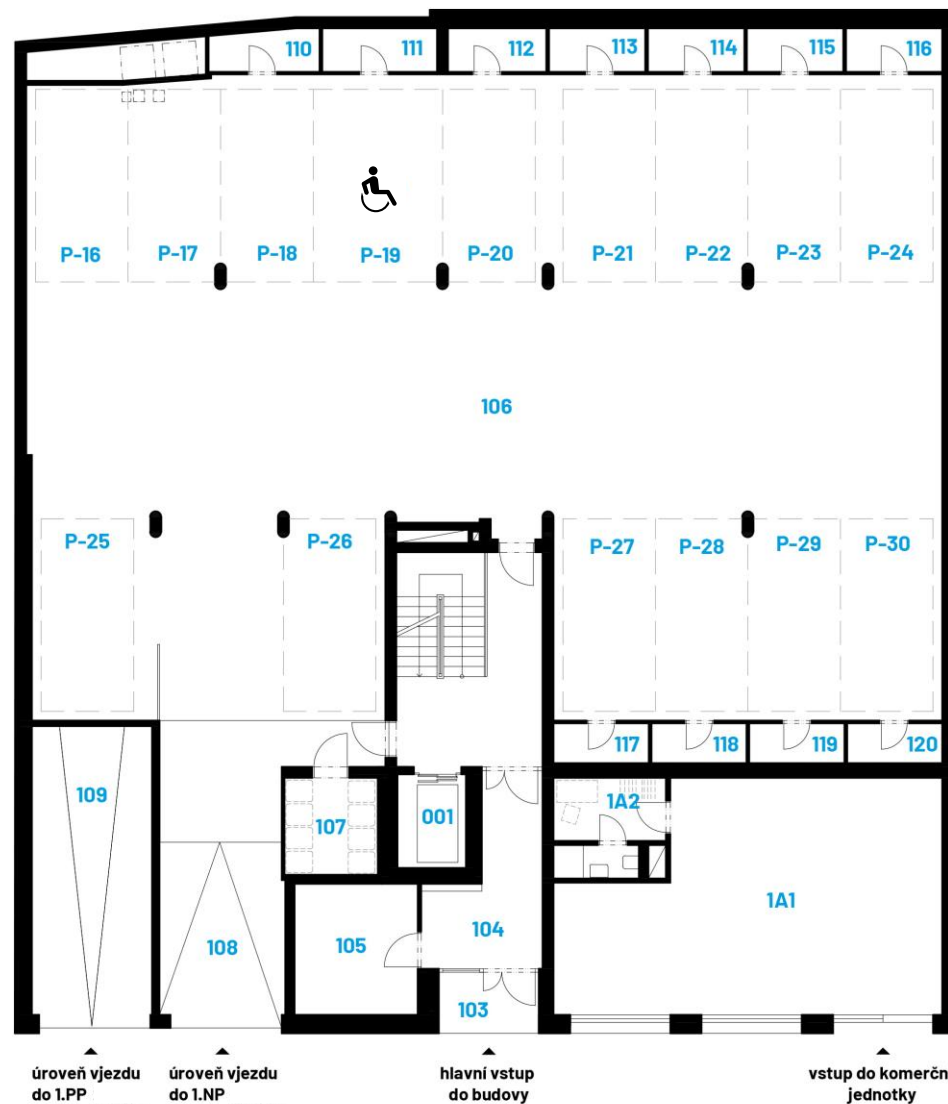 110 111 112 113 114 115 116
P-16 P-17 P-18 P-19 P-20 P-21 P-22 P-23 P-24
106
P-25 P-26 P-27 P-28 P-29 P-30
117 118 119 120
109 107 001 1A2
1A1
108 105 104
103
úroveň vjezdu
do 1.PP
úroveň vjezdu
do 1.NP
hlavní vstup
do budovy
vstup do komerčn
jednotky